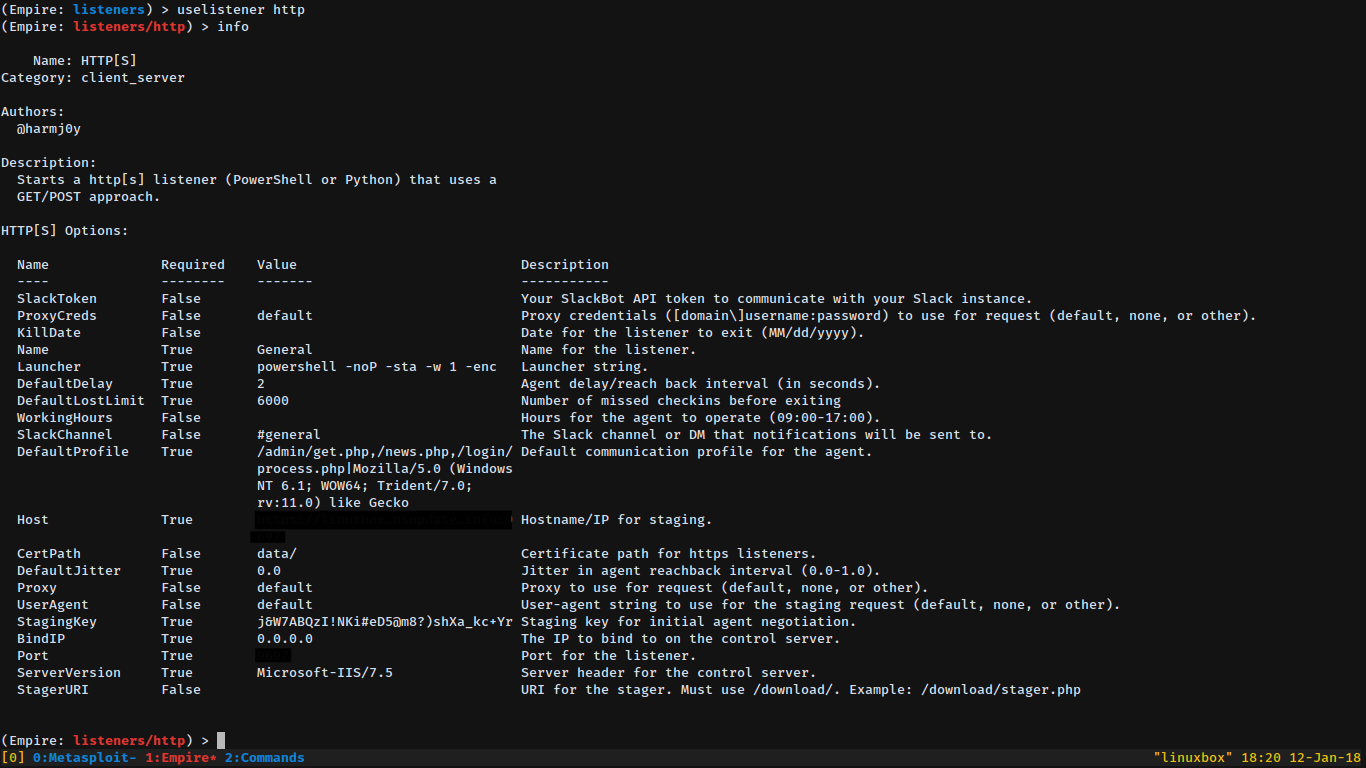 (Empire: listeners) > uselistener http
(Empire: listeners/http) > info
Name: HTTP[S]
Category: client_server
Authors:
@harmj0y
Description:
Starts a http[s] listener (PowerShell or Python) that uses a
GET/POST approach.
HTTP[S] Options:
Name Required Value Description
---- -------- ------- -----------
SlackToken False Your SlackBot API token to communicate with your Slack instance.
ProxyCreds False default Proxy credentials ([domain\]username:password) to use for request (default, none, or other).
KillDate False Date for the listener to exit (MM/dd/yyyy).
Name True General Name for the listener.
Launcher True powershell -noP -sta -w 1 -enc Launcher string.
DefaultDelay True 2 Agent delay/reach back interval (in seconds).
DefaultLostLimit True 6000 Number of missed checkins before exiting
WorkingHours False Hours for the agent to operate (09:00-17:00).
SlackChannel False #general The Slack channel or DM that notifications will be sent to.
DefaultProfile True /admin/get.php,/news.php,/login/ Default communication profile for the agent.
process.php|Mozilla/5.0 (Windows
NT 6.1; WOW64; Trident/7.0;
rv:11.0) like Gecko
Host True Hostname/IP for staging.
CertPath False data/ Certificate path for https listeners.
DefaultJitter True 0.0 Jitter in agent reachback interval (0.0-1.0).
Proxy False default Proxy to use for request (default, none, or other).
UserAgent False default User-agent string to use for the staging request (default, none, or other).
StagingKey True j&W7ABQzI!NKi#eD5@m8?)shXa_kc+Yr Staging key for initial agent negotiation.
BindIP True 0.0.0.0 The IP to bind to on the control server.
Port True Port for the listener.
ServerVersion True Microsoft-IIS/7.5 Server header for the control server.
StagerURI False URI for the stager. Must use /download/. Example: /download/stager.php
(Empire: listeners/http) >
[0] 0:Metasploit- 1:Empire* 2:Commands "linuxbox" 18:20 12-Jan-18